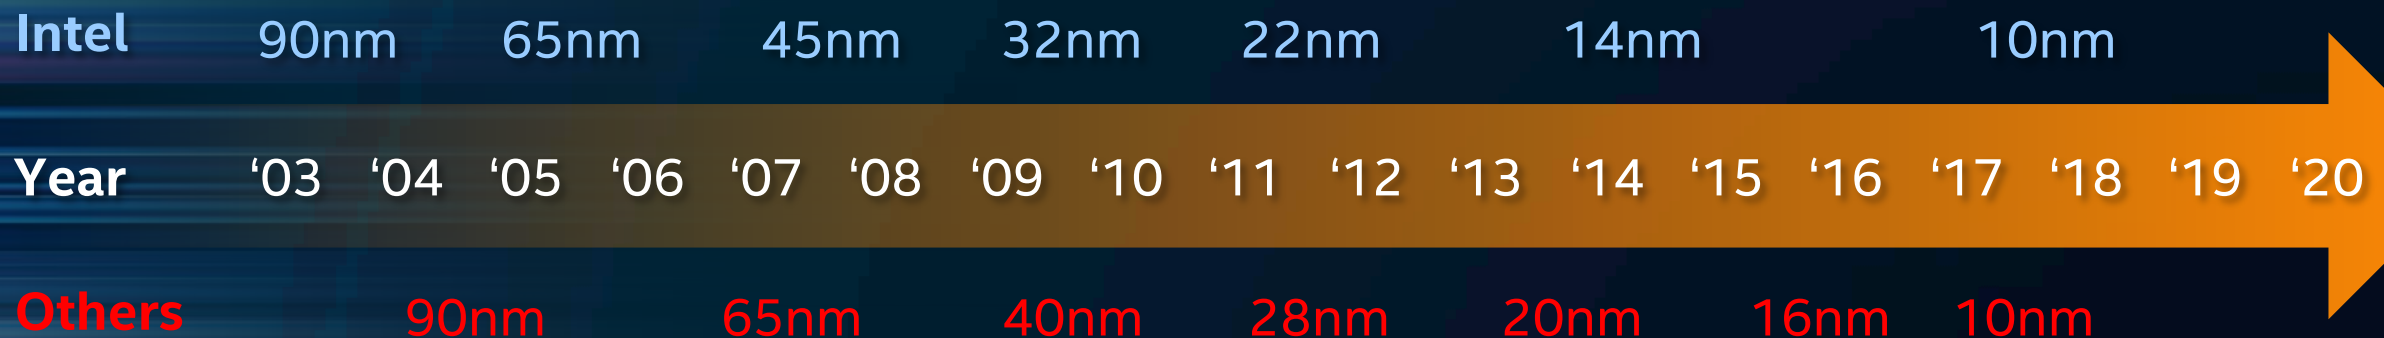 Intel 90nm 65nm 45nm 32nm 22nm 14nm 10nm
Year ‘03 ‘04 ‘05 ‘06 ‘07 ‘08 ‘09 ‘10 ‘11 ‘12 ‘13 ‘14 ‘15 ‘16 ‘17 ‘18 ‘19 ‘20
Others 90nm 65nm 40nm 28nm 20nm 16nm 10nm